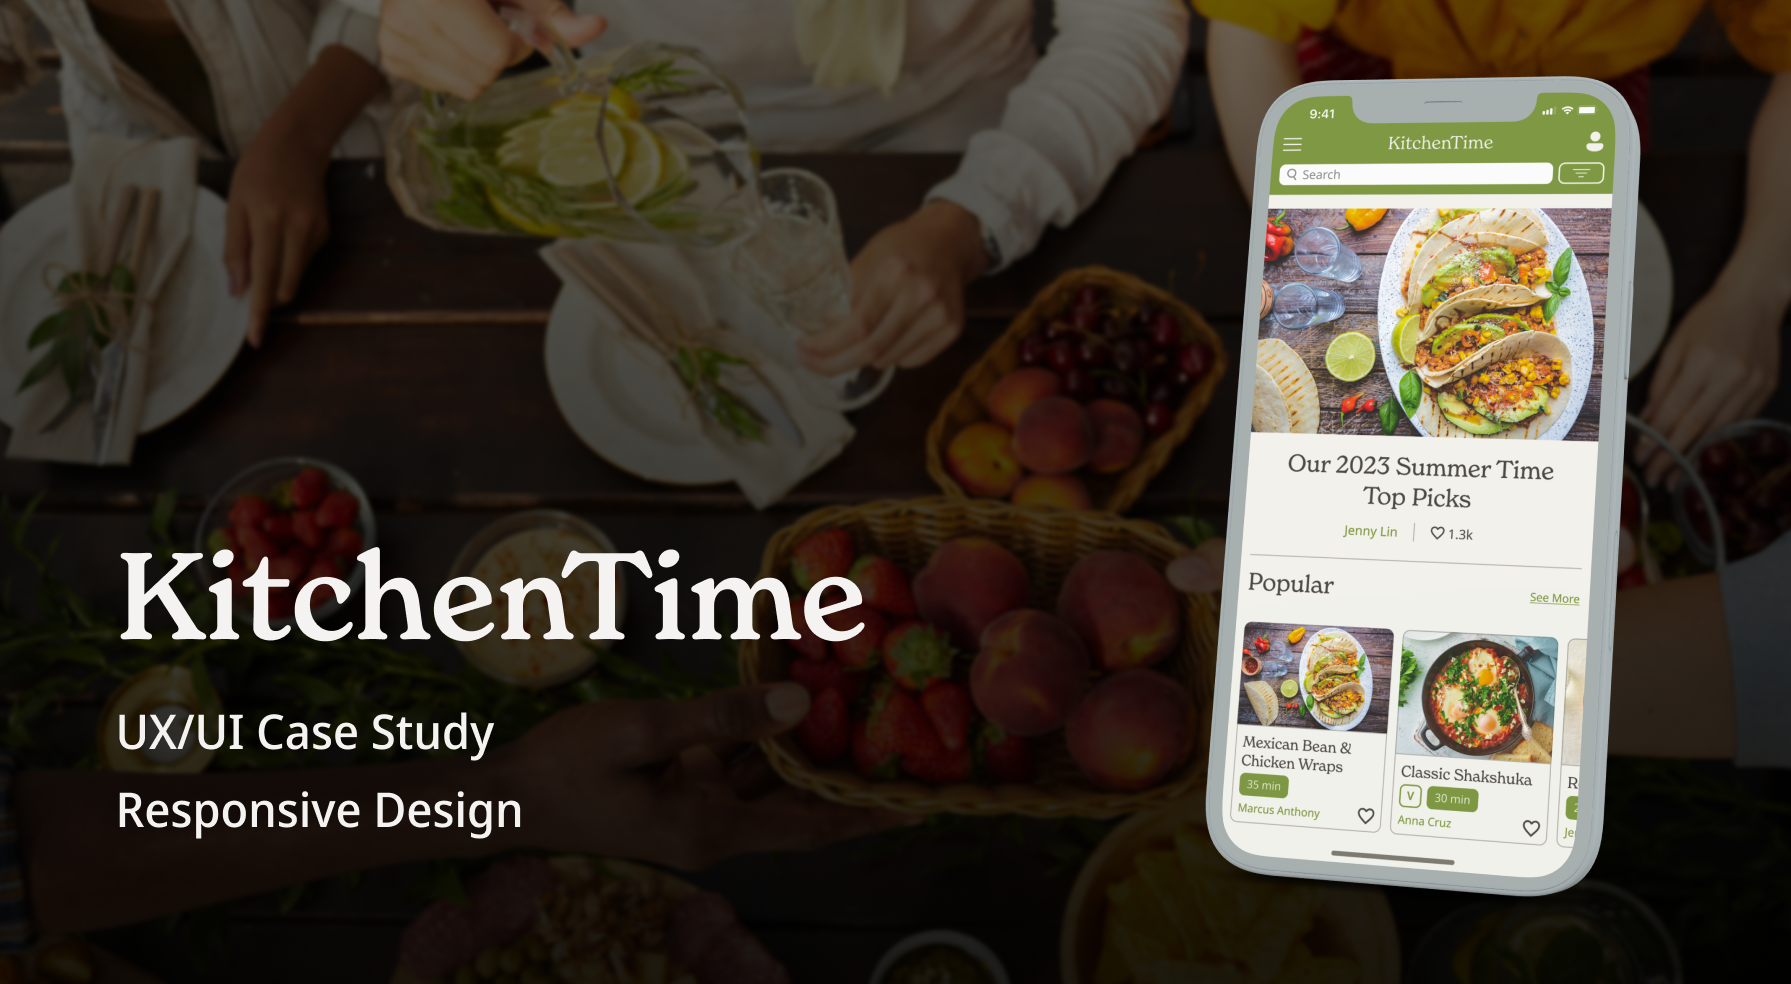 KitchenTime
UX/UI Case Study
Responsive Design
9:41
KitchenTime
Search
Our 2023 Summer Time
Top Picks
Jenny Lin
1.3k
Popular
See More
Mexican Bean &
Chicken Wraps
35 min
Marcus Anthony
Classic Shakshuka
V
30 min
Anna Cruz